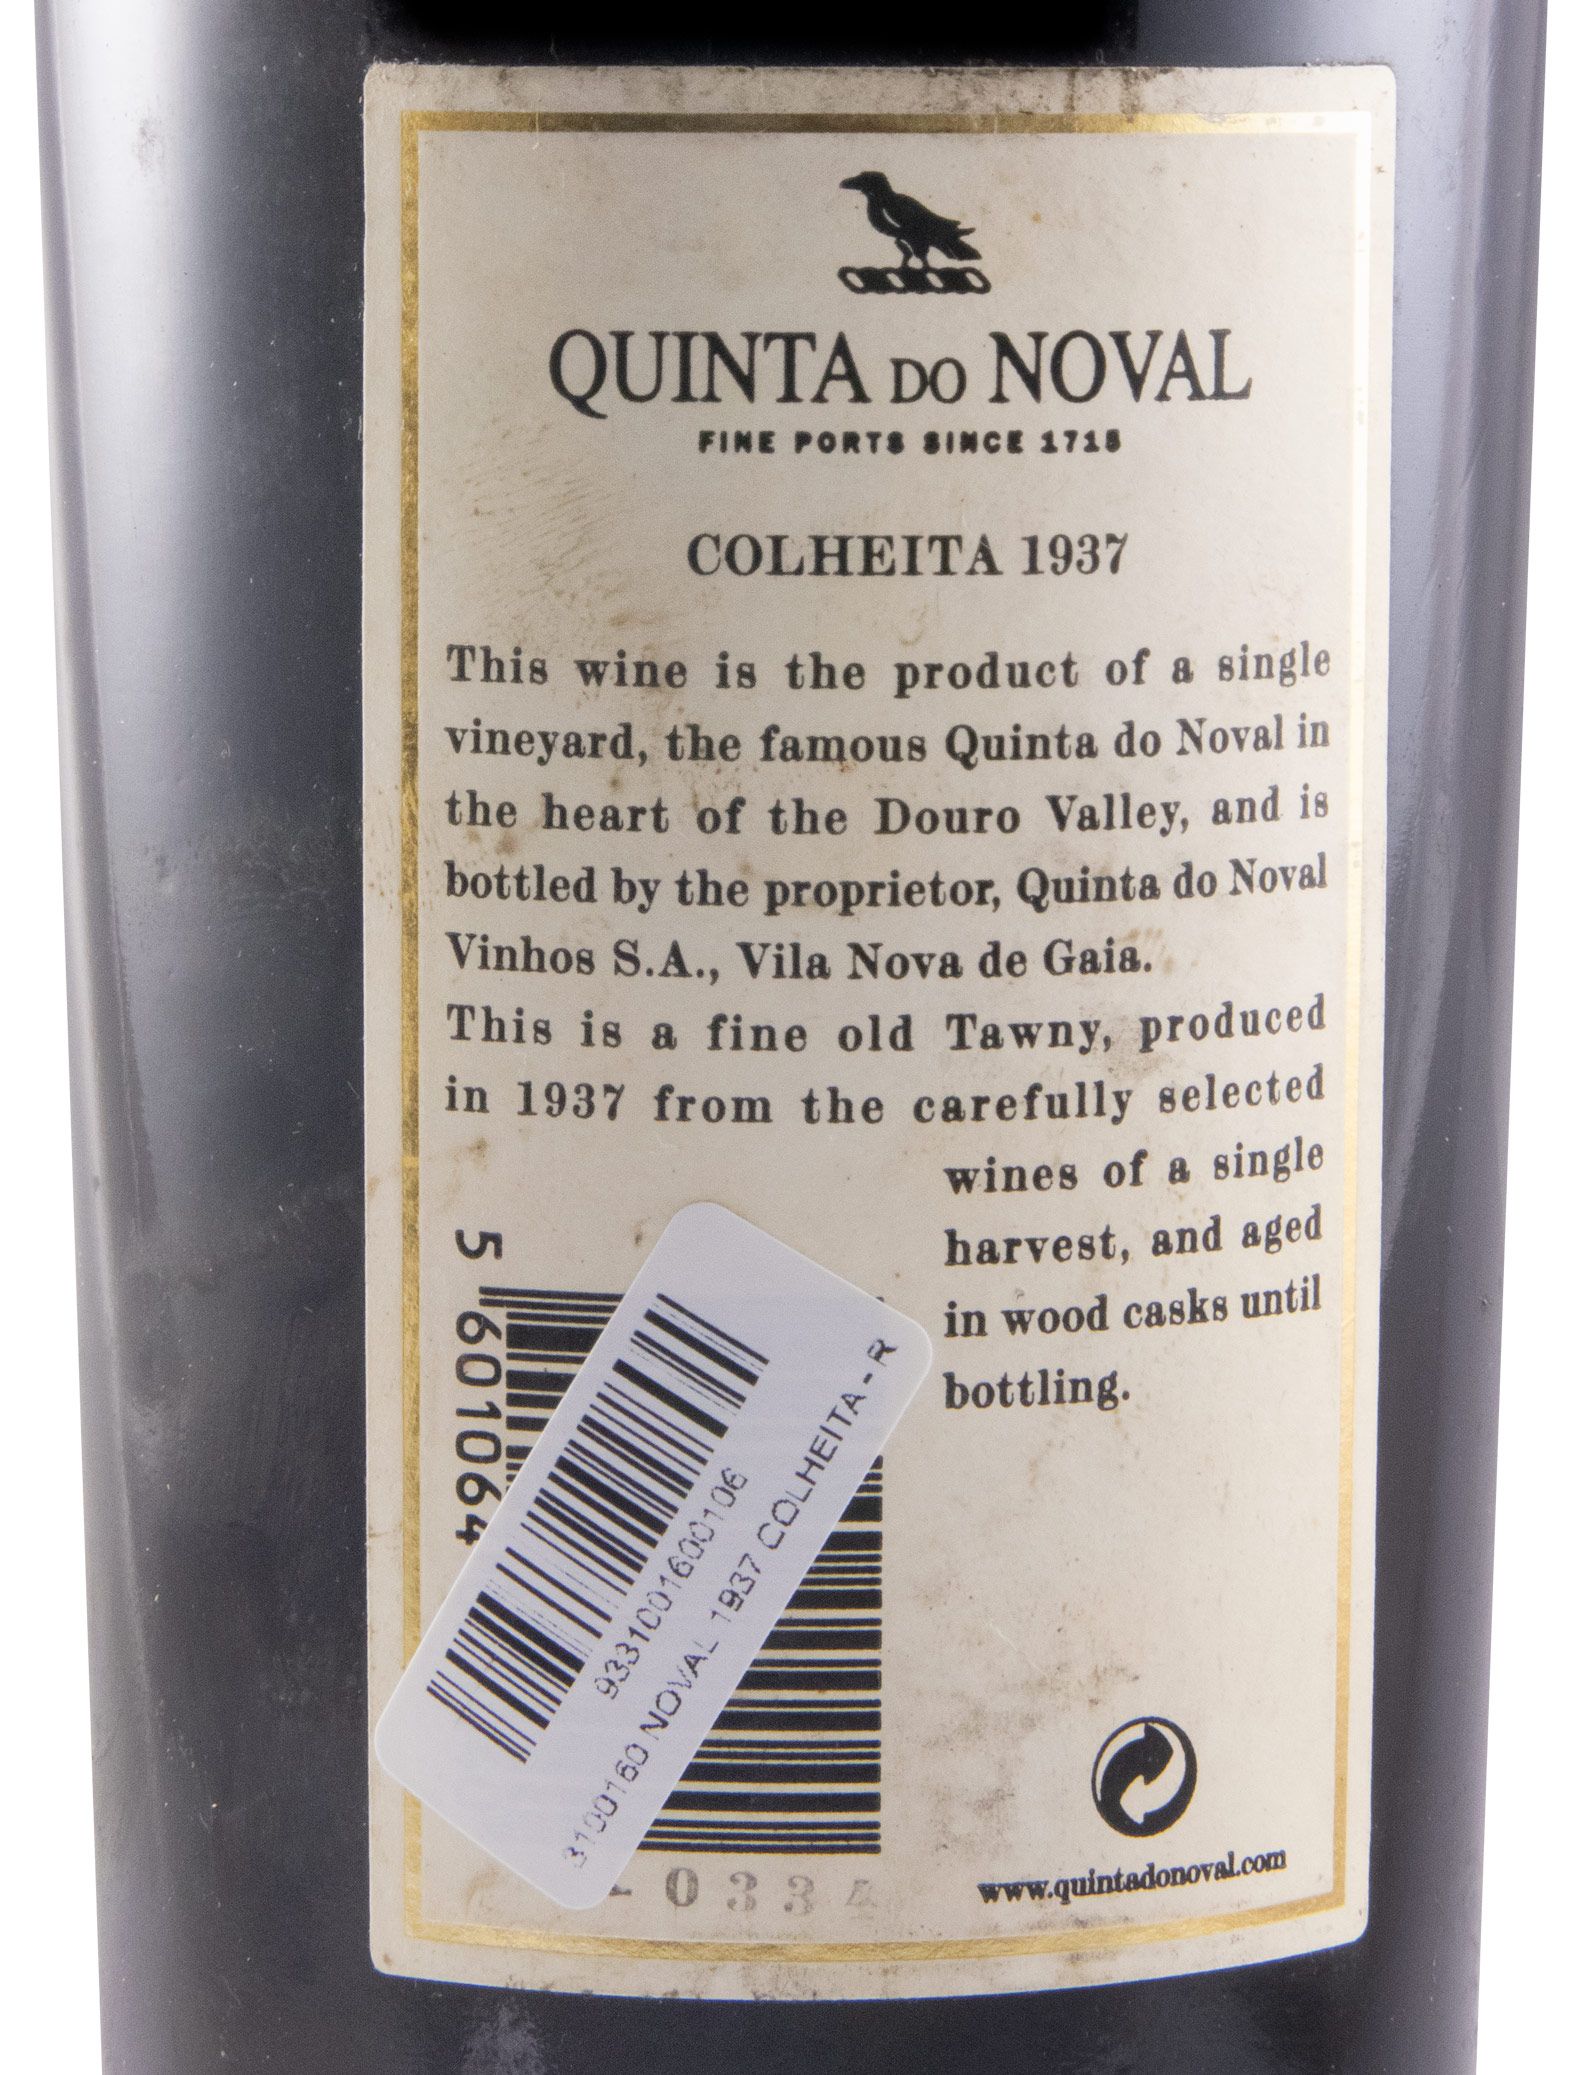 QUINTA DO NOVAL
FINE PORTS SINCE 1715
COLHEITA 1937
This wine is the product of a single
vineyard, the famous Quinta do Noval in
the heart of the Douro Valley, and is
bottled by the proprietor, Quinta do Noval
Vinhos S.A., Vila Nova de Gaia.
This is a fine old Tawny, produced
in 1937 from the carefully selected
wines of a single
harvest, and aged
in wood casks until
bottling.
5 601064
9331001600106
3100160 NOVAL 1937 COLHEITA - R
www.quintadonoval.com